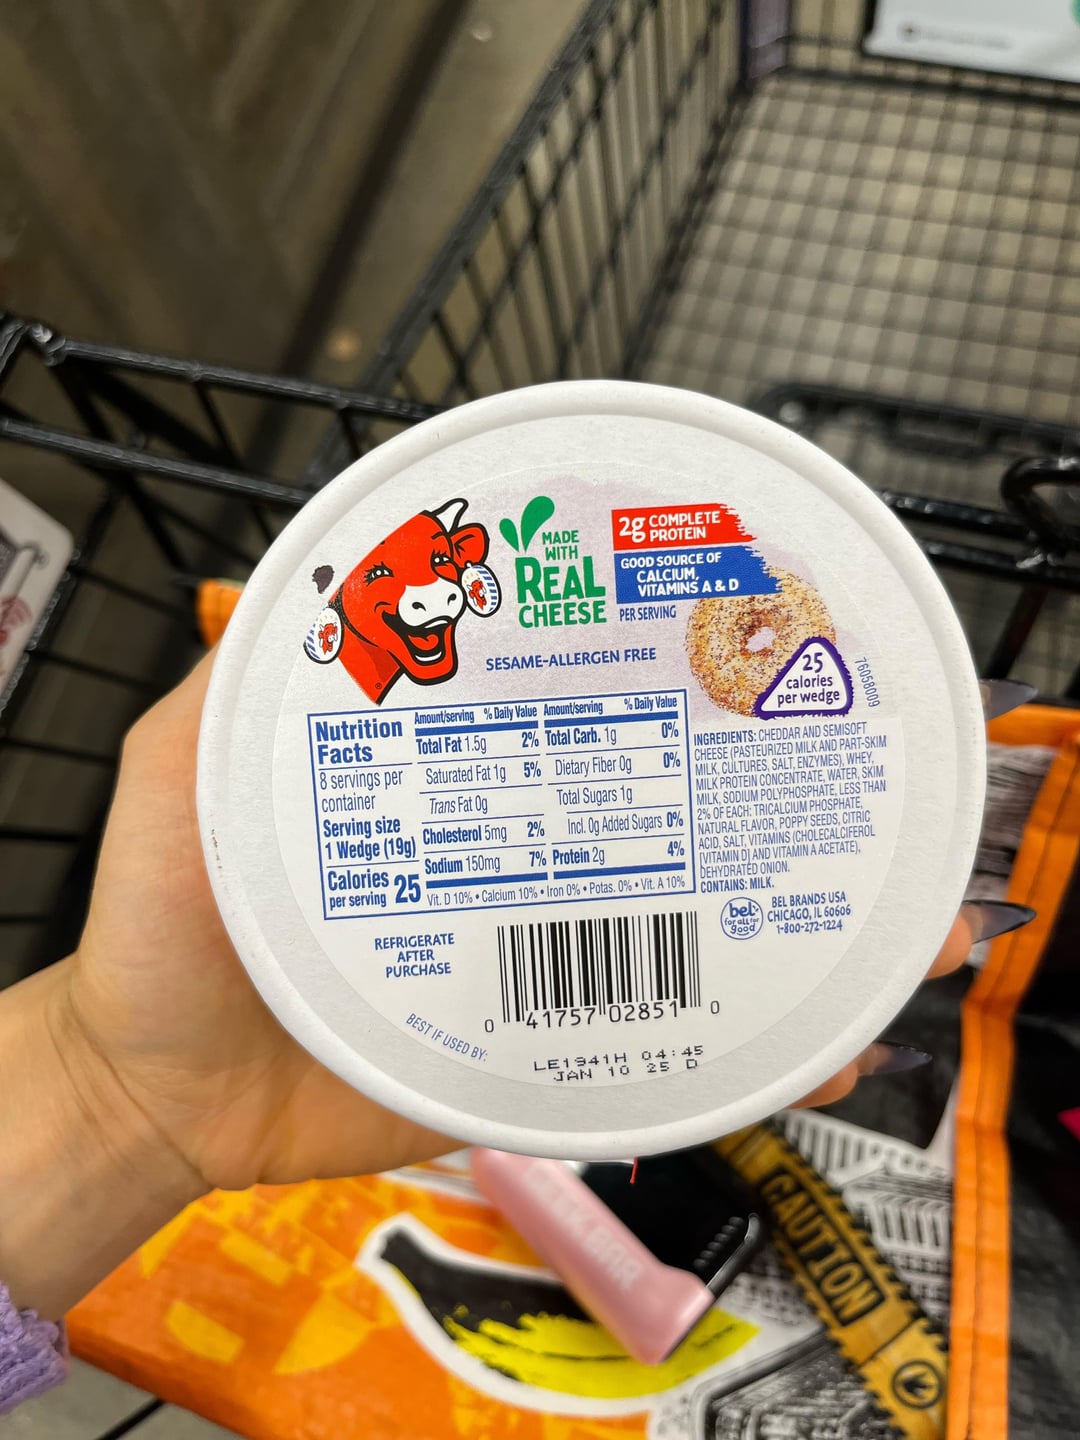 MADE
WITH
REAL
CHEESE
2g COMPLETE
PROTEIN
GOOD SOURCE OF
CALCIUM,
VITAMINS A & D
PER SERVING
SESAME-ALLERGEN FREE
25
calories
per wedge
76058009
Nutrition
Facts
8 servings per
container
Serving size
1 Wedge (19g)
Calories 25
per serving
Amount/serving % Daily Value
Total Fat 1.5g 2%
Saturated Fat 1g 5%
Trans Fat 0g
Cholesterol 5mg 2%
Sodium 150mg 7%
Amount/serving % Daily Value
Total Carb. 1g 0%
Dietary Fiber 0g 0%
Total Sugars 1g
Incl. 0g Added Sugars 0%
Protein 2g 4%
Vit. D 10% • Calcium 10% • Iron 0% • Potas. 0% • Vit. A 10%
INGREDIENTS: CHEDDAR AND SEMISOFT
CHEESE (PASTEURIZED MILK AND PART-SKIM
MILK, CULTURES, SALT, ENZYMES), WHEY,
MILK PROTEIN CONCENTRATE, WATER, SKIM
MILK, SODIUM POLYPHOSPHATE, LESS THAN
2% OF EACH: TRICALCIUM PHOSPHATE,
NATURAL FLAVOR, POPPY SEEDS, CITRIC
ACID, SALT, VITAMINS (CHOLECALCIFEROL
[VITAMIN D] AND VITAMIN A ACETATE),
DEHYDRATED ONION.
CONTAINS: MILK.
bel
for all for
good
BEL BRANDS USA
CHICAGO, IL 60606
1-800-272-1224
REFRIGERATE
AFTER
PURCHASE
0 41757 02851 0
BEST IF USED BY:
LE1941H 04:45
JAN 10 25 D
CAUTION